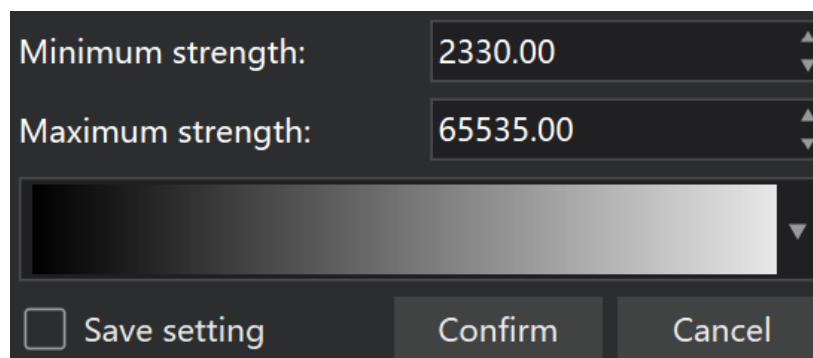 Minimum strength: 2330.00
Maximum strength: 65535.00
Save setting Confirm Cancel